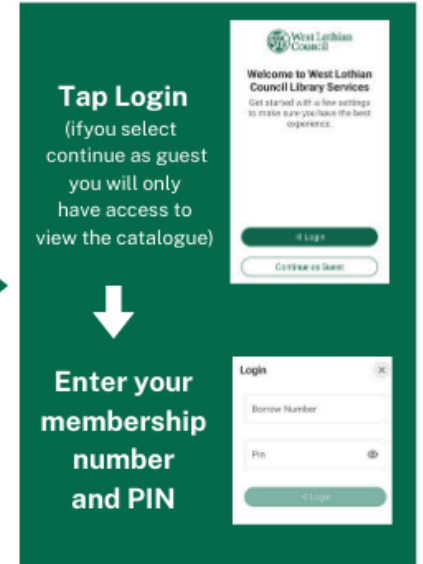 Tap Login
(ifyou select
continue as guest
you will only
have access to
view the catalogue)
West Lothian
Council
Welcome to West Lothian
Council Library Services
Get started with a few settings
to make sure you have the best
experience.
Login
Continue as Guest
Enter your
membership
number
and PIN
Login
Borrow Number
Pin
Login